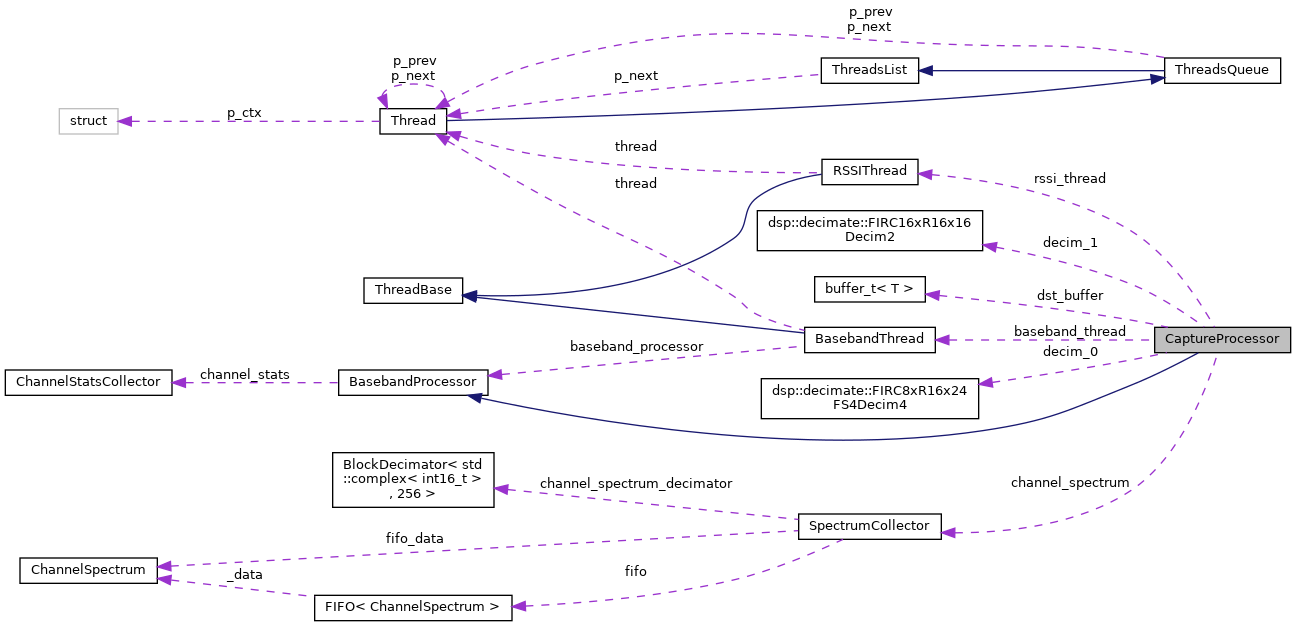 p_prev
p_next
p_prev
p_next
p_next
ThreadsList
ThreadsQueue
struct
p_ctx
Thread
thread
thread
RSSIThread
rssi_thread
dsp::decimate::FIRC16xR16x16
Decim2
decim_1
ThreadBase
buffer_t< T >
dst_buffer
baseband_thread
BasebandThread
CaptureProcessor
baseband_processor
decim_0
ChannelStatsCollector
channel_stats
BasebandProcessor
dsp::decimate::FIRC8xR16x24
FS4Decim4
BlockDecimator< std
::complex< int16_t >
, 256 >
channel_spectrum_decimator
channel_spectrum
SpectrumCollector
fifo_data
ChannelSpectrum
_data
fifo
FIFO< ChannelSpectrum >